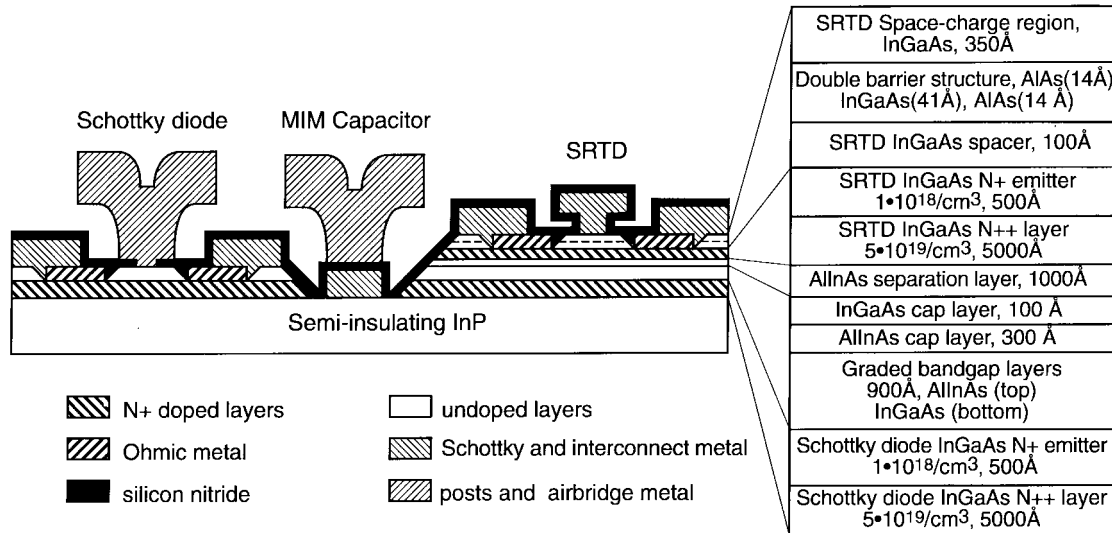 Schottky diode
MIM Capacitor
SRTD
Semi-insulating InP
N+ doped layers
Ohmic metal
silicon nitride
undoped layers
Schottky and interconnect metal
posts and airbridge metal
SRTD Space-charge region,
InGaAs, 350Å
Double barrier structure, AlAs(14Å)
InGaAs(41Å), AlAs(14 Å)
SRTD InGaAs spacer, 100Å
SRTD InGaAs N+ emitter
1•10¹⁸/cm³, 500Å
SRTD InGaAs N++ layer
5•10¹⁹/cm³, 5000Å
AlInAs separation layer, 1000Å
InGaAs cap layer, 100 Å
AlInAs cap layer, 300 Å
Graded bandgap layers
900Å, AlInAs (top)
InGaAs (bottom)
Schottky diode InGaAs N+ emitter
1•10¹⁸/cm³, 500Å
Schottky diode InGaAs N++ layer
5•10¹⁹/cm³, 5000Å